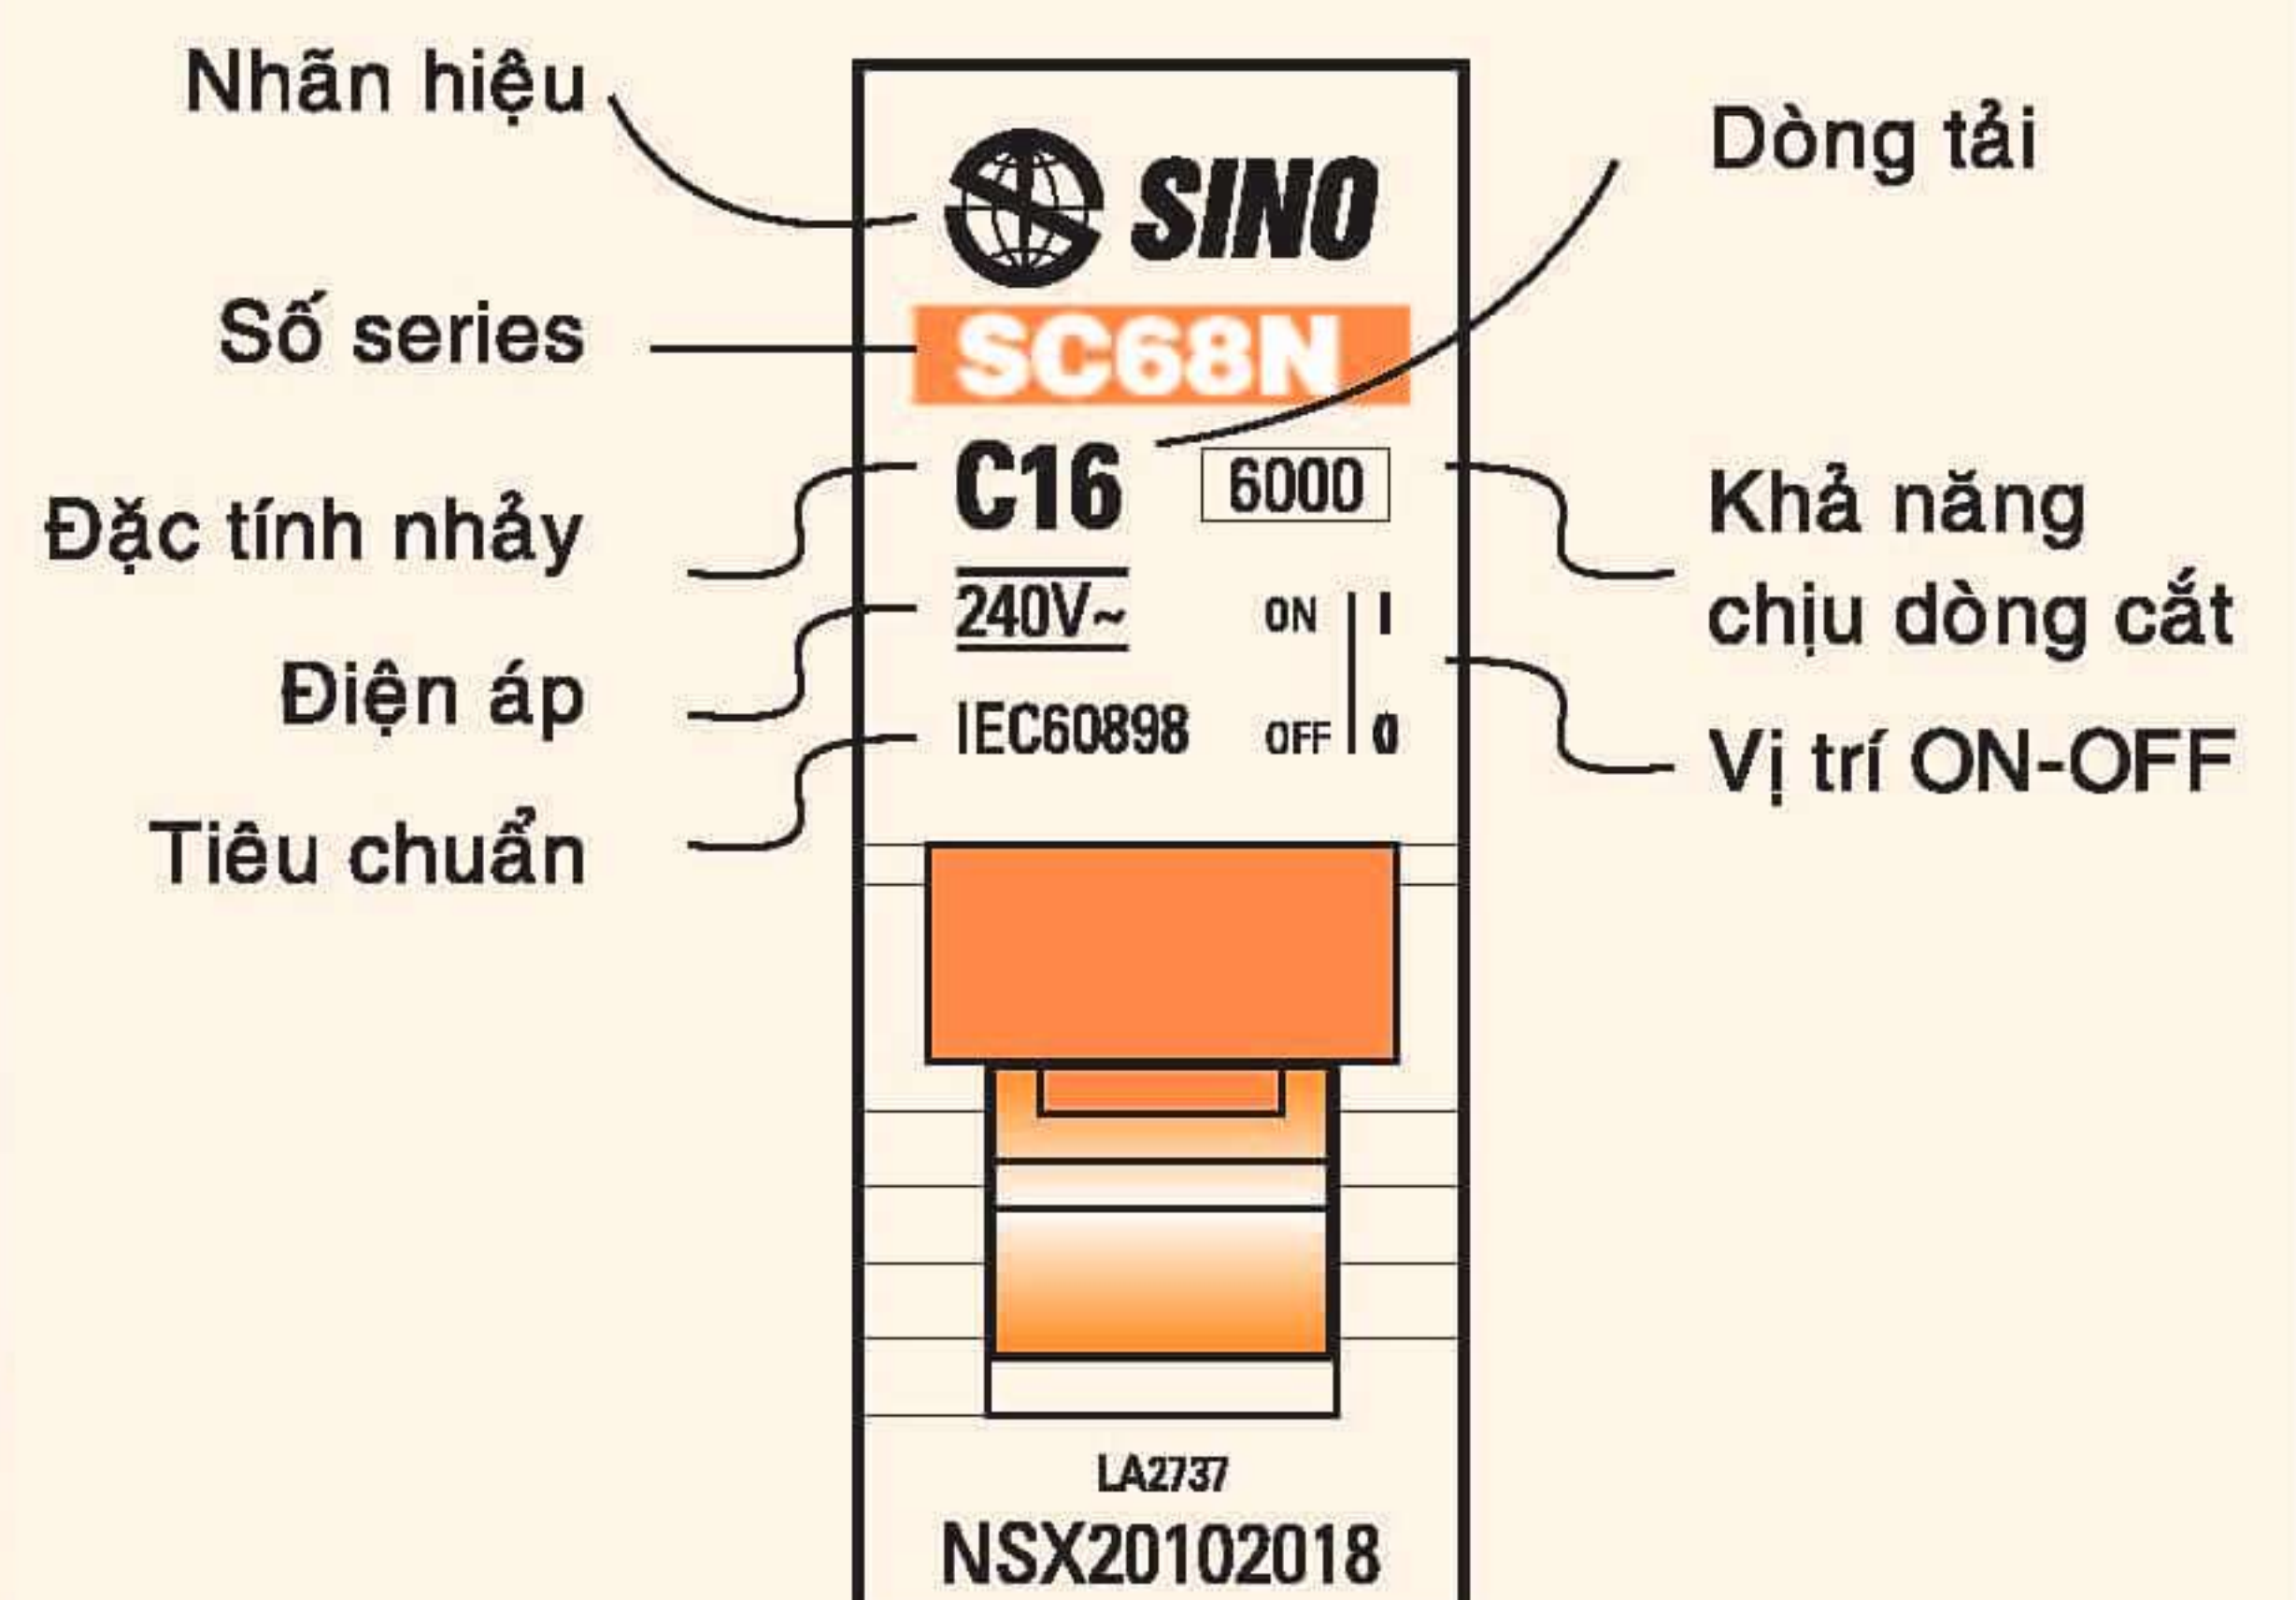 Nhãn hiệu
SINO
Dòng tải
Số series
SC68N
Đặc tính nhảy
C16
6000
Khả năng
chịu dòng cắt
Điện áp
240V~
ON I
Tiêu chuẩn
IEC60898
OFF 0
Vị trí ON-OFF
LA2737
NSX20102018